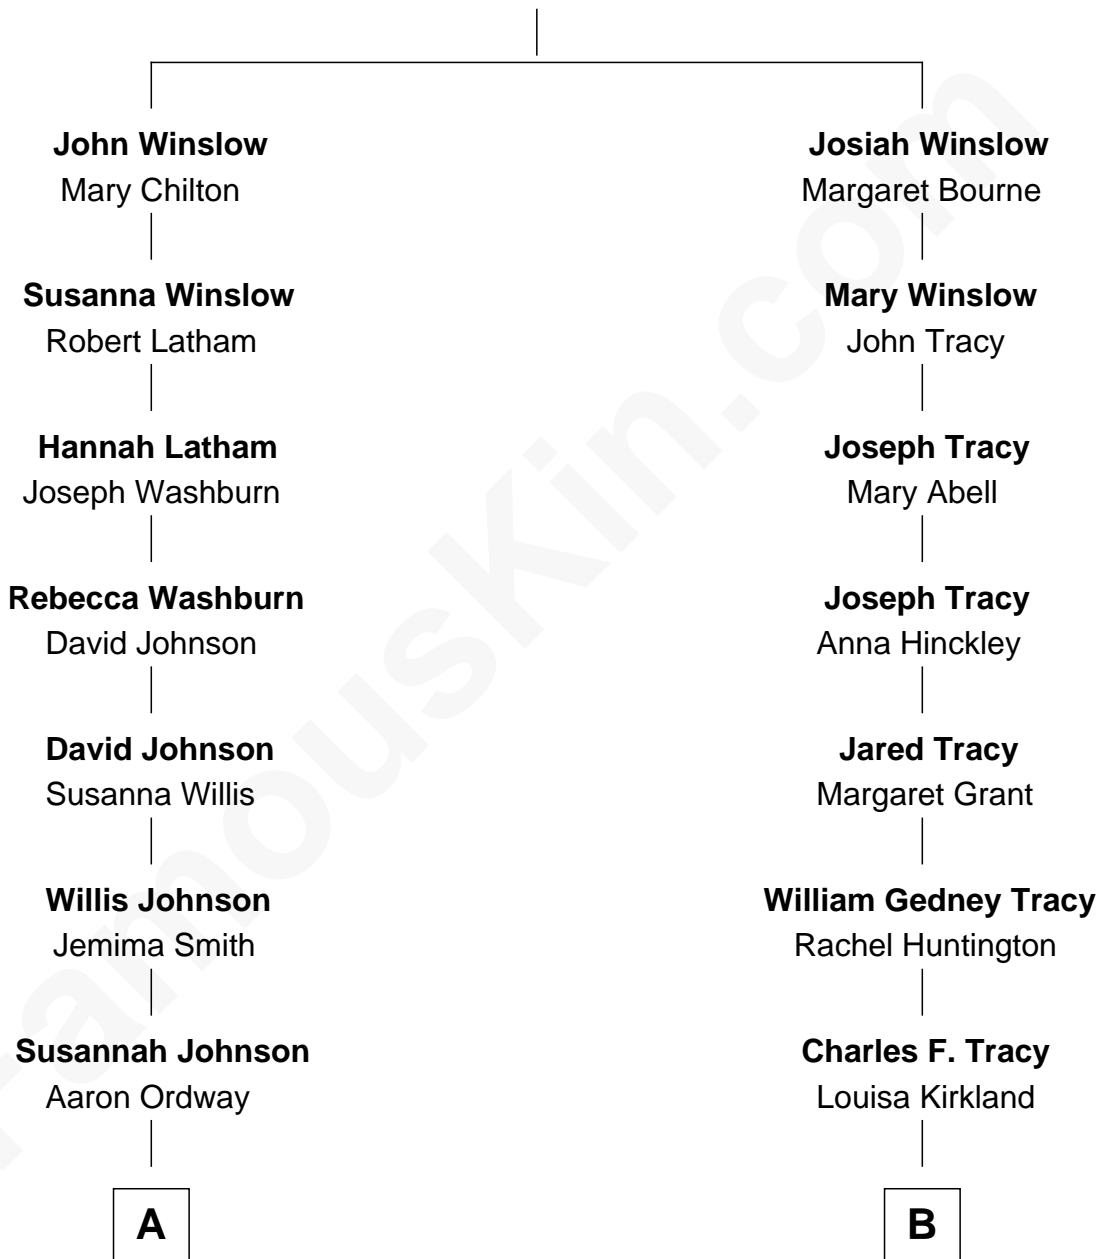 John Winslow
Mary Chilton
Susanna Winslow
Robert Latham
Hannah Latham
Joseph Washburn
Rebecca Washburn
David Johnson
David Johnson
Susanna Willis
Willis Johnson
Jemima Smith
Susannah Johnson
Aaron Ordway
A
Josiah Winslow
Margaret Bourne
Mary Winslow
John Tracy
Joseph Tracy
Mary Abell
Joseph Tracy
Anna Hinckley
Jared Tracy
Margaret Grant
William Gedney Tracy
Rachel Huntington
Charles F. Tracy
Louisa Kirkland
B
FamousKin.com